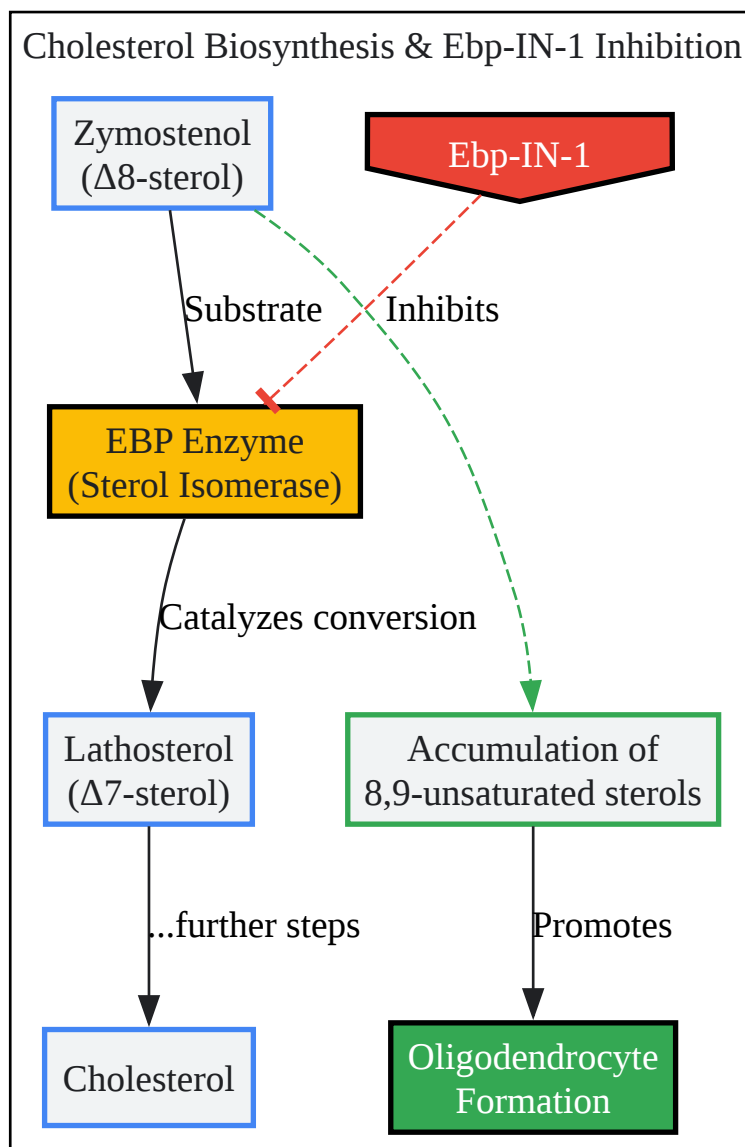 Cholesterol Biosynthesis & Ebp-IN-1 Inhibition
Zymostenol
(Δ8-sterol)
Ebp-IN-1
Substrate
Inhibits
EBP Enzyme
(Sterol Isomerase)
Catalyzes conversion
Lathosterol
(Δ7-sterol)
Accumulation of
8,9-unsaturated sterols
...further steps
Promotes
Cholesterol
Oligodendrocyte
Formation